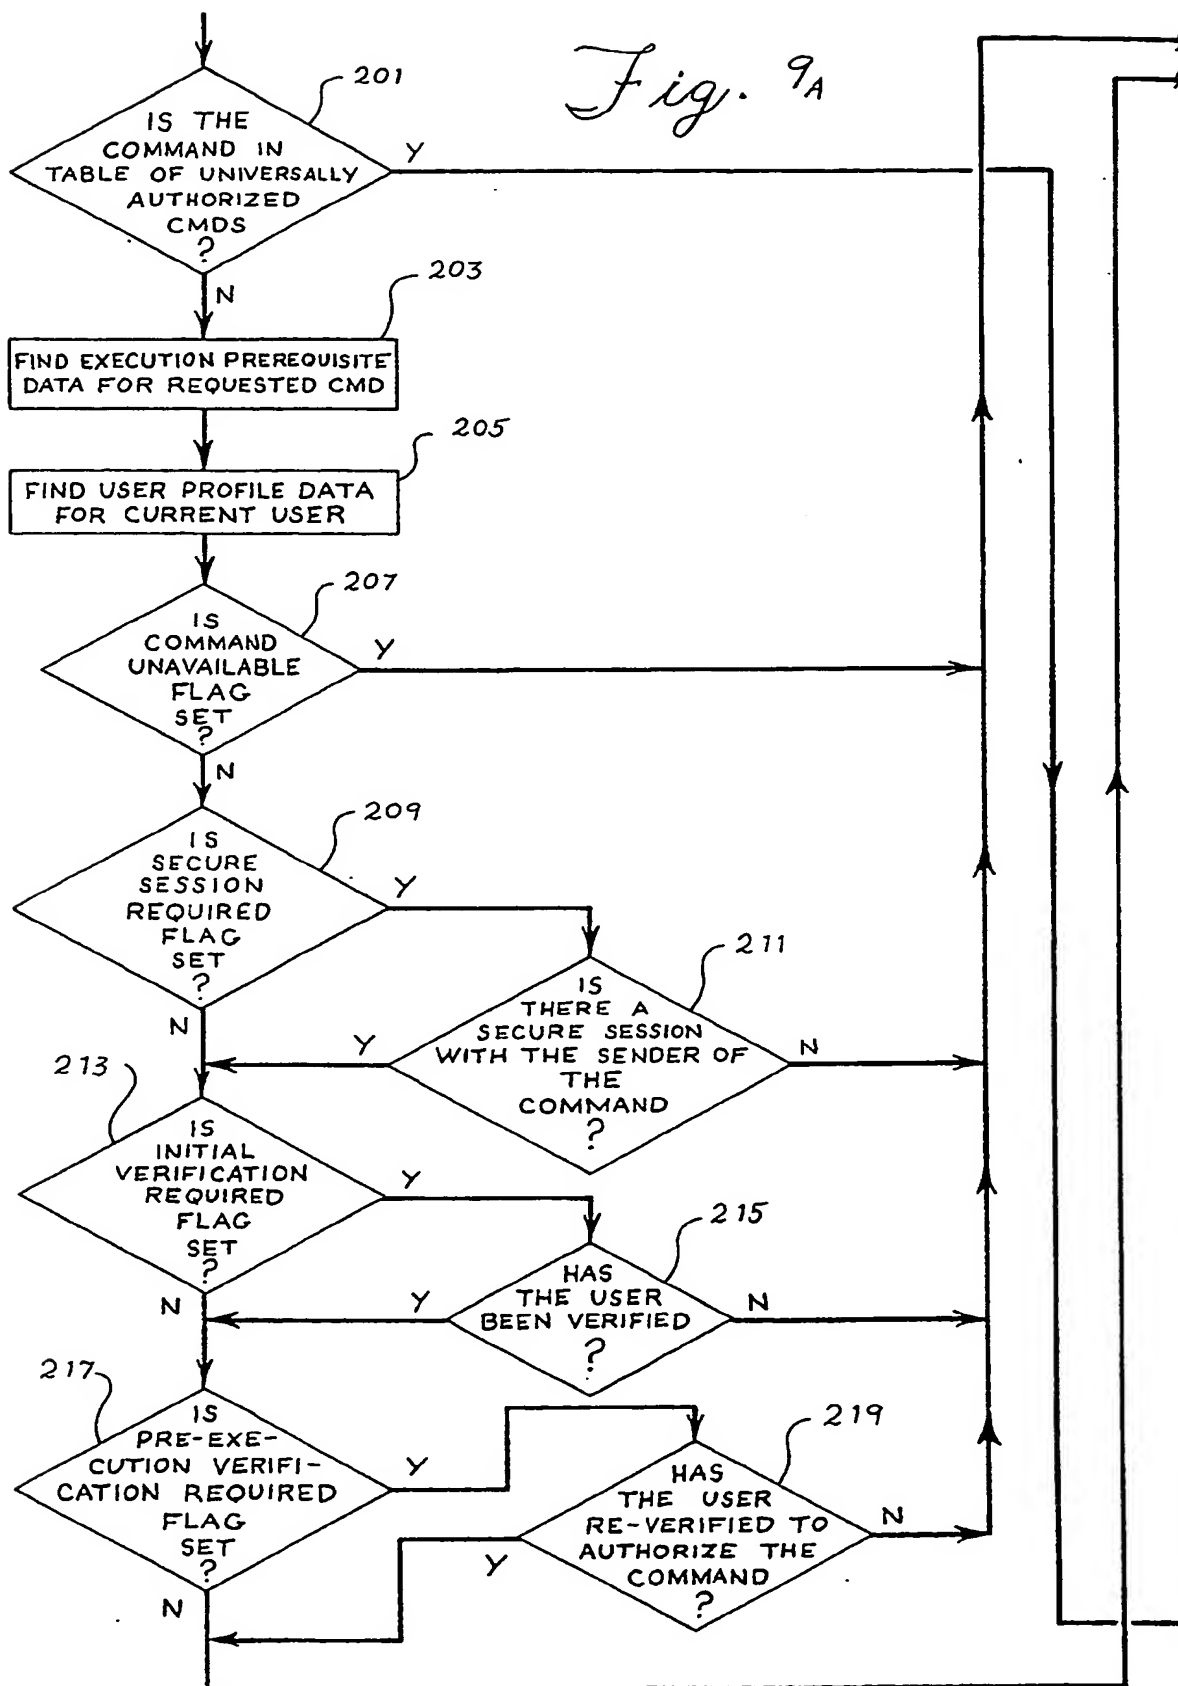 Fig. 9A
201
IS THE
COMMAND IN
TABLE OF UNIVERSALLY
AUTHORIZED
CMDS
?
Y
N
203
FIND EXECUTION PREREQUISITE
DATA FOR REQUESTED CMD
205
FIND USER PROFILE DATA
FOR CURRENT USER
207
IS
COMMAND
UNAVAILABLE
FLAG
SET
?
Y
N
209
IS
SECURE
SESSION
REQUIRED
FLAG
SET
?
Y
N
211
IS
THERE A
SECURE SESSION
WITH THE SENDER OF
THE
COMMAND
?
Y
N
213
IS
INITIAL
VERIFICATION
REQUIRED
FLAG
SET
?
Y
N
215
HAS
THE USER
BEEN VERIFIED
?
Y
N
217
IS
PRE-EXE-
CUTION VERIFI-
CATION REQUIRED
FLAG
SET
?
Y
N
219
HAS
THE USER
RE-VERIFIED TO
AUTHORIZE THE
COMMAND
?
Y
N